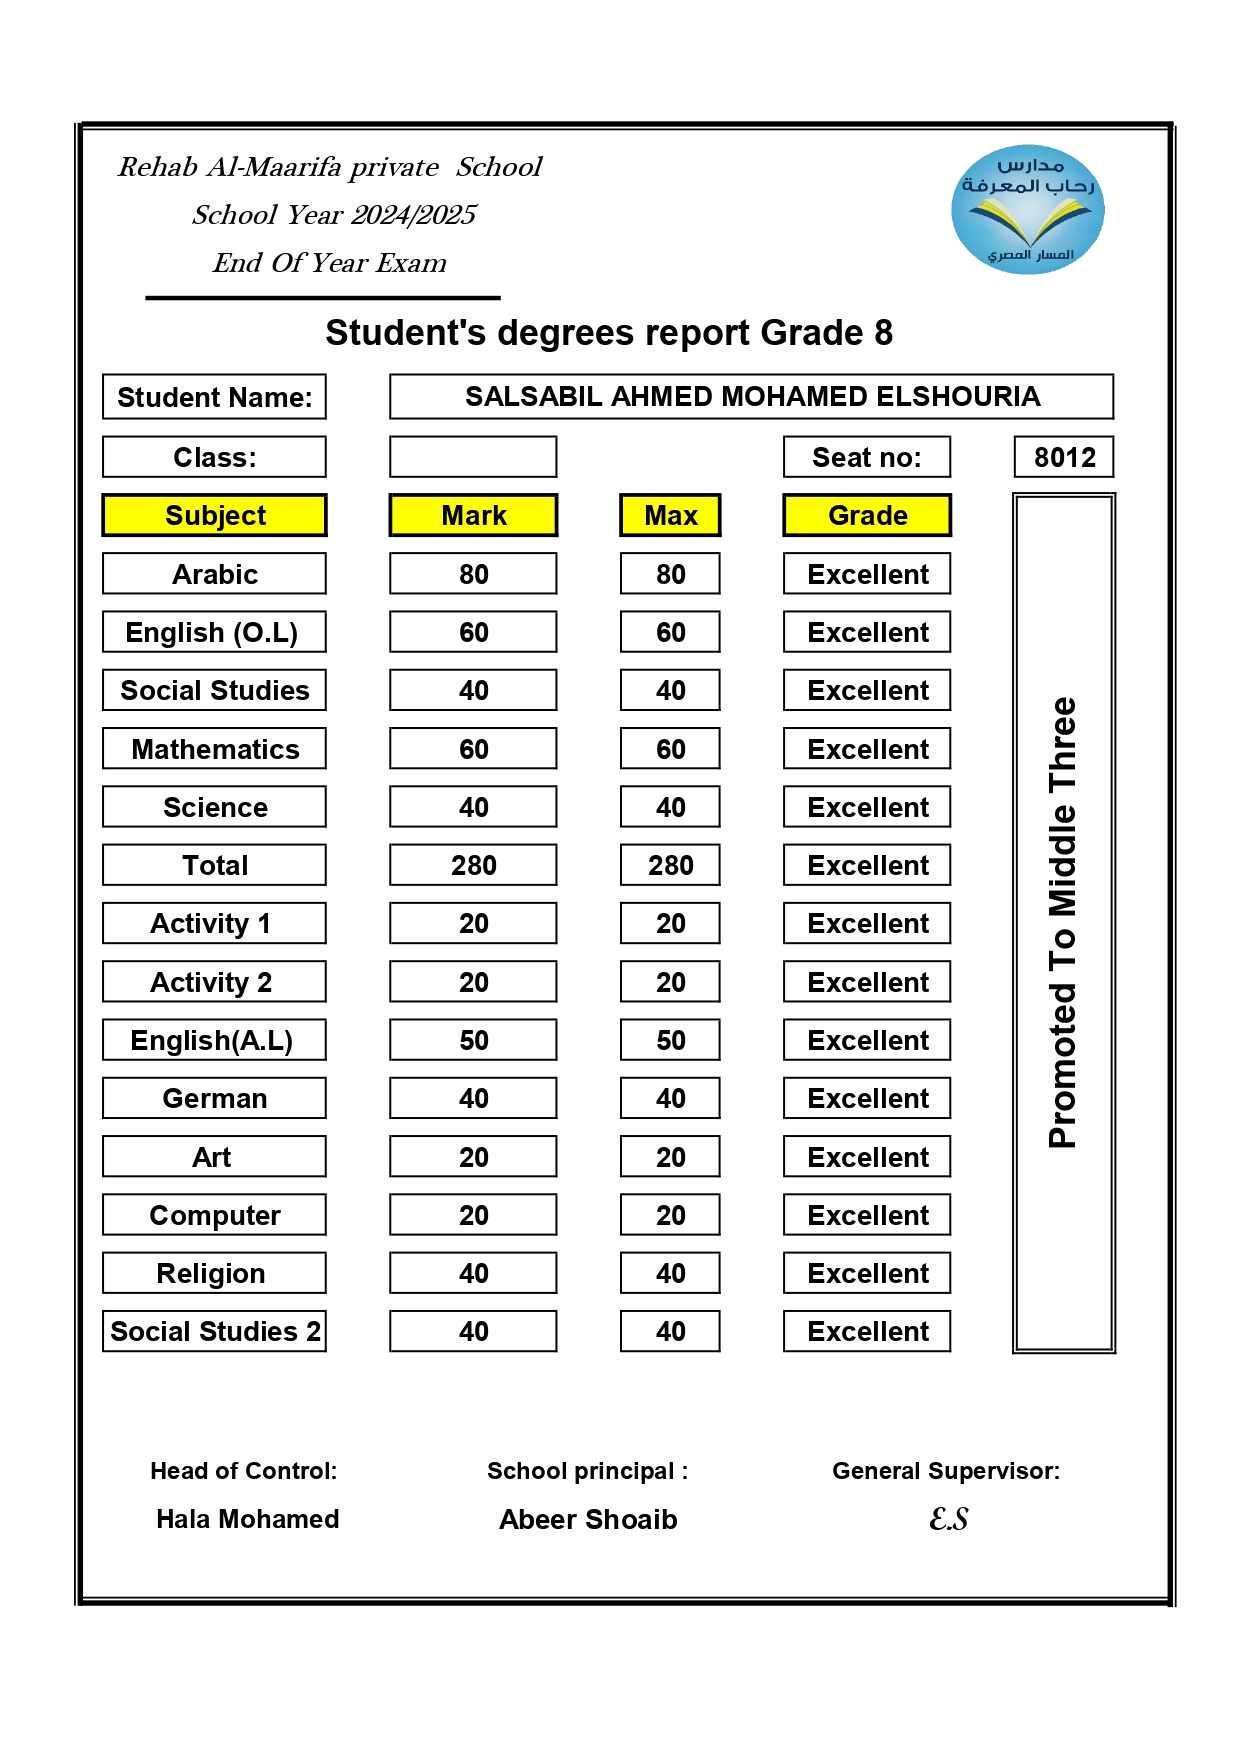 Rehab Al-Maarifa private School
School Year 2024/2025
End Of Year Exam
مدارس
رحاب المعرفة
المسار المصري
Student's degrees report Grade 8
Student Name: SALSABIL AHMED MOHAMED ELSHOURIA
Class: Seat no: 8012
Subject Mark Max Grade
Arabic 80 80 Excellent
English (O.L) 60 60 Excellent
Social Studies 40 40 Excellent
Mathematics 60 60 Excellent
Science 40 40 Excellent
Total 280 280 Excellent
Activity 1 20 20 Excellent
Activity 2 20 20 Excellent
English(A.L) 50 50 Excellent
German 40 40 Excellent
Art 20 20 Excellent
Computer 20 20 Excellent
Religion 40 40 Excellent
Social Studies 2 40 40 Excellent
Promoted To Middle Three
Head of Control: School principal : General Supervisor:
Hala Mohamed Abeer Shoaib E.S